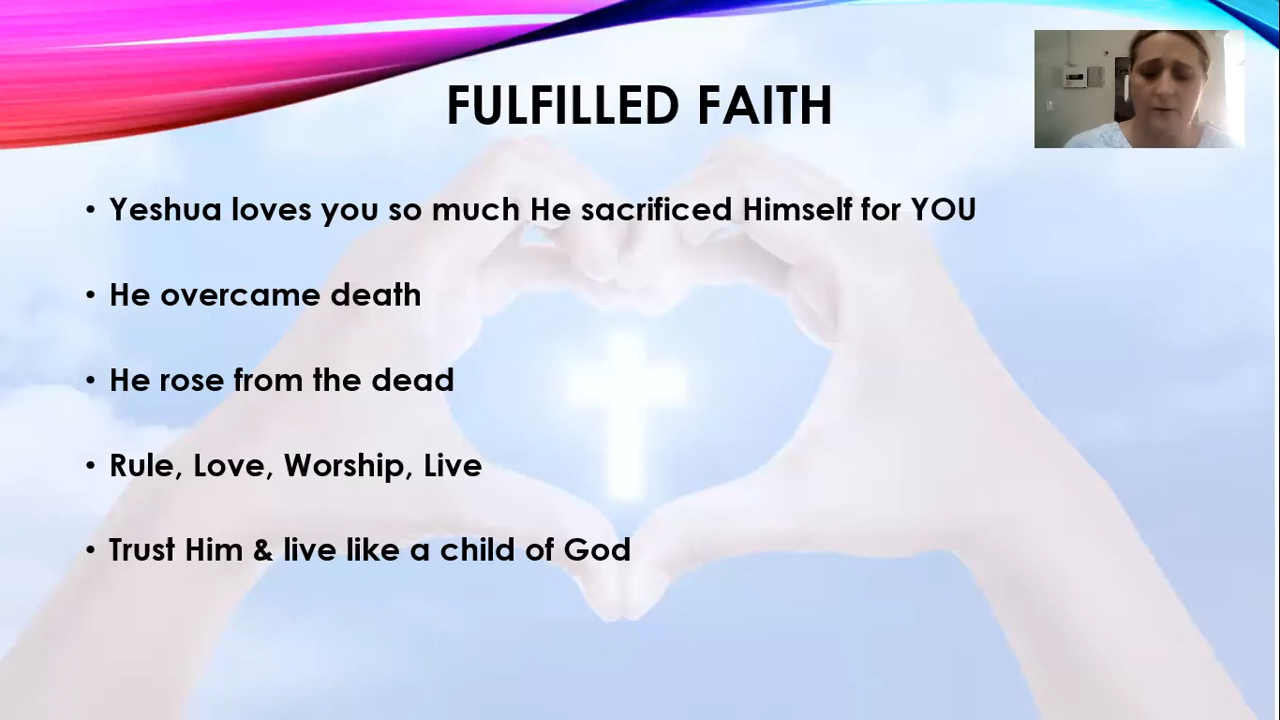 FULFILLED FAITH
• Yeshua loves you so much He sacrificed Himself for YOU
• He overcame death
• He rose from the dead
• Rule, Love, Worship, Live
• Trust Him & live like a child of God